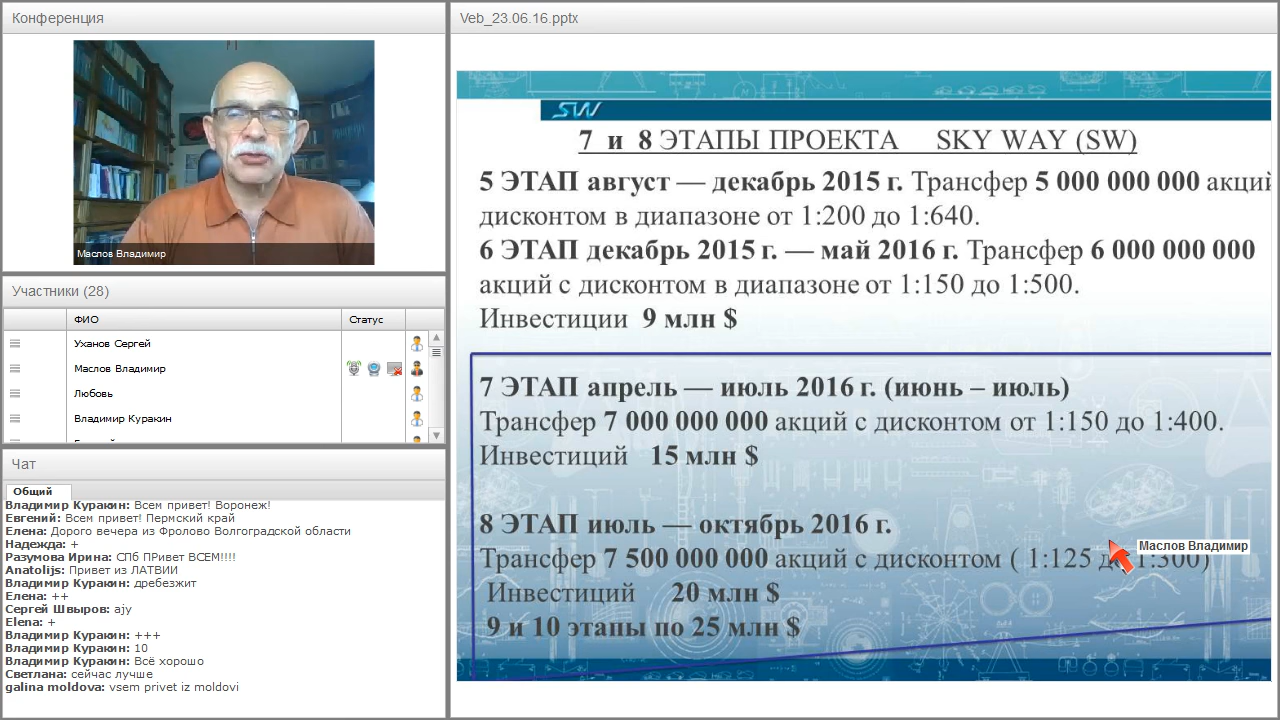 Конференция
Маслов Владимир
Участники (28)
ФИО
Статус
Уханов Сергей
Маслов Владимир
Любовь
Владимир Куракин
Чат
Общий
Владимир Куракин: Всем привет! Воронеж!
Евгений: Всем привет! Пермский край
Елена: Дорого вечера из Фролово Волгоградской области
Надежда: +
Разумова Ирина: СПб ПРивет ВСЕМ!!!!
Anatolijs: Привет из ЛАТВИИ
Владимир Куракин: дребезжит
Елена: ++
Сергей Швыров: ajy
Elena: +
Владимир Куракин: +++
Владимир Куракин: 10
Владимир Куракин: Всё хорошо
Светлана: сейчас лучше
galina moldova: vsem privet iz moldovi
Veb_23.06.16.pptx
SW
7 и 8 ЭТАПЫ ПРОЕКТА SKY WAY (SW)
5 ЭТАП август — декабрь 2015 г. Трансфер 5 000 000 000 акций
дисконтом в диапазоне от 1:200 до 1:640.
6 ЭТАП декабрь 2015 г. — май 2016 г. Трансфер 6 000 000 000
акций с дисконтом в диапазоне от 1:150 до 1:500.
Инвестиции 9 млн $
7 ЭТАП апрель — июль 2016 г. (июнь – июль)
Трансфер 7 000 000 000 акций с дисконтом от 1:150 до 1:400.
Инвестиций 15 млн $
8 ЭТАП июль — октябрь 2016 г.
Трансфер 7 500 000 000 акций с дисконтом ( 1:125 до 1:300)
Маслов Владимир
Инвестиций 20 млн $
9 и 10 этапы по 25 млн $